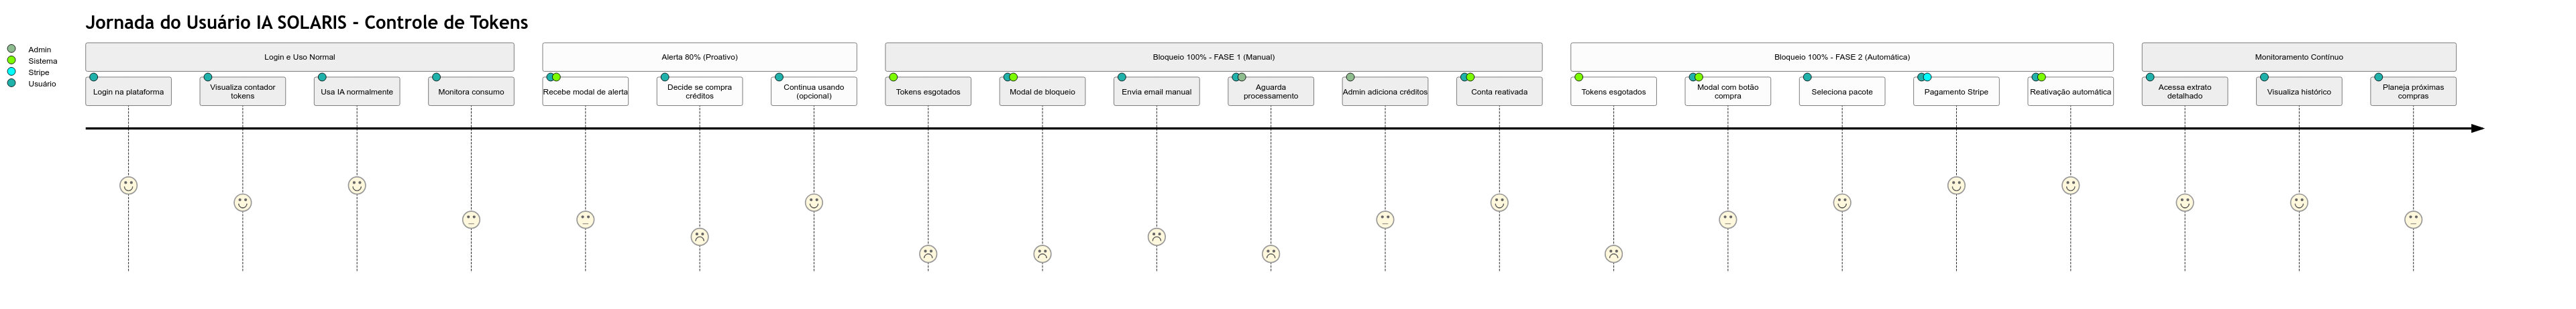 Jornada do Usuário IA SOLARIS - Controle de Tokens
Admin
Sistema
Stripe
Usuário
Login e Uso Normal
Login na plataforma
Visualiza contador
tokens
Usa IA normalmente
Monitora consumo
Alerta 80% (Proativo)
Recebe modal de alerta
Decide se compra
créditos
Continua usando
(opcional)
Bloqueio 100% - FASE 1 (Manual)
Tokens esgotados
Modal de bloqueio
Envia email manual
Aguarda
processamento
Admin adiciona créditos
Conta reativada
Bloqueio 100% - FASE 2 (Automática)
Tokens esgotados
Modal com botão
compra
Seleciona pacote
Pagamento Stripe
Reativação automática
Monitoramento Contínuo
Acessa extrato
detalhado
Visualiza histórico
Planeja próximas
compras